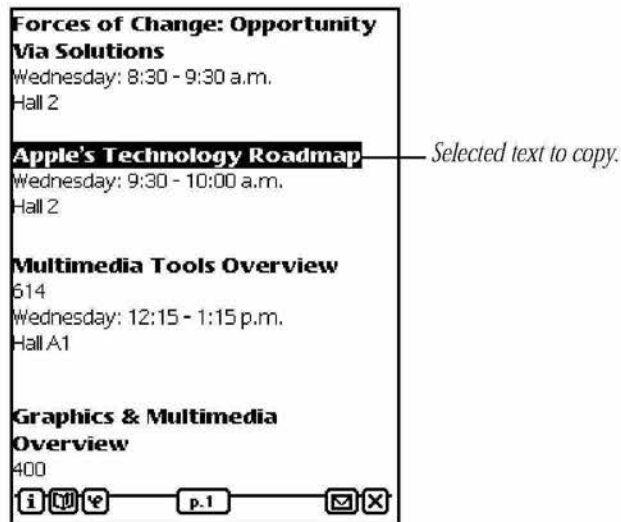 Forces of Change: Opportunity
Via Solutions
Wednesday: 8:30 - 9:30 a.m.
Hall 2
Apple's Technology Roadmap
Selected text to copy.
Wednesday: 9:30 - 10:00 a.m.
Hall 2
Multimedia Tools Overview
614
Wednesday: 12:15 - 1:15 p.m.
Hall A1
Graphics & Multimedia
Overview
400
i
p.1